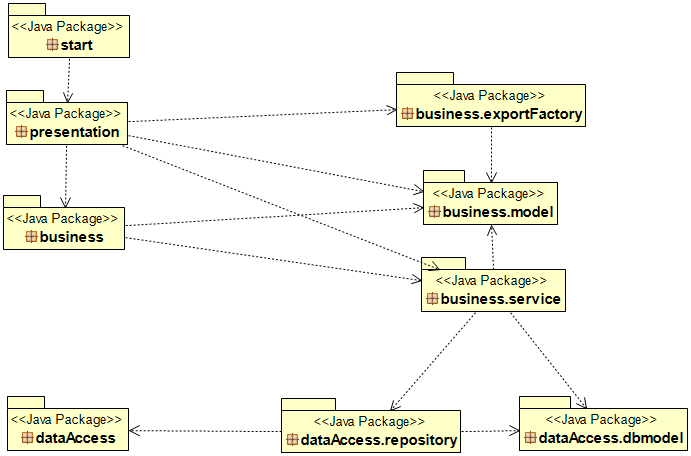 <<Java Package>>
start
<<Java Package>>
presentation
<<Java Package>>
business.exportFactory
<<Java Package>>
business.model
<<Java Package>>
business
<<Java Package>>
business.service
<<Java Package>>
dataAccess
<<Java Package>>
dataAccess.repository
<<Java Package>>
dataAccess.dbmodel